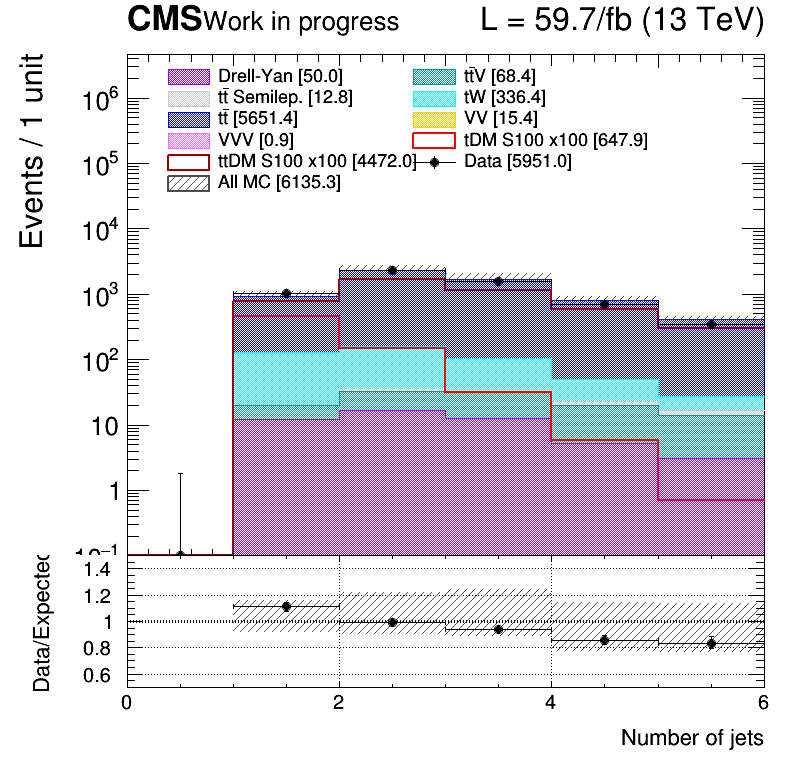 CMS Work in progress L = 59.7/fb (13 TeV)
Events / 1 unit
Drell-Yan [50.0] tt̄V [68.4]
tt̄ Semilep. [12.8] tW [336.4]
tt̄ [5651.4] VV [15.4]
VVV [0.9] tDM S100 x100 [647.9]
ttDM S100 x100 [4472.0] Data [5951.0]
All MC [6135.3]
10⁶
10⁵
10⁴
10³
10²
10
1
10⁻¹
Data/Expected
1.4
1.2
1
0.8
0.6
0 2 4 6
Number of jets